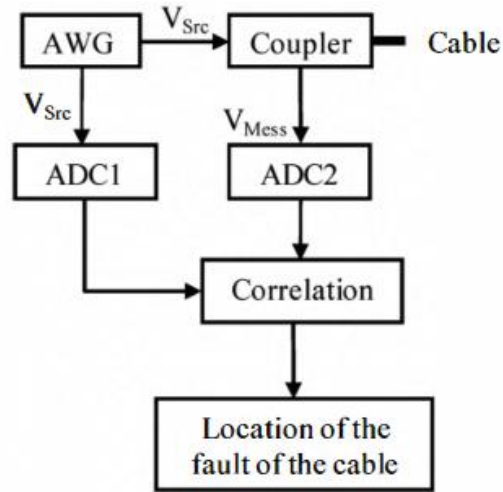 AWG
V_Src
Coupler
Cable
V_Src
V_Mess
ADC1
ADC2
Correlation
Location of the
fault of the cable